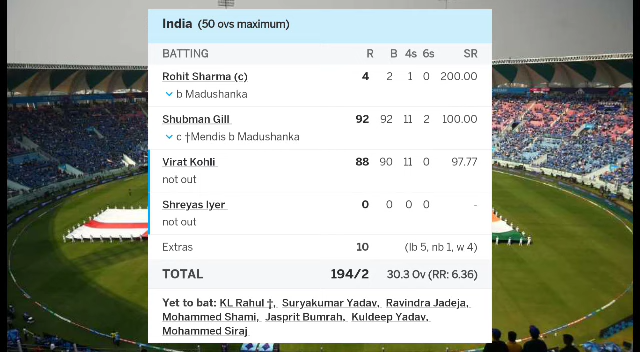 India (50 ovs maximum)
BATTING R B 4s 6s SR
Rohit Sharma (c) 4 2 1 0 200.00
b Madushanka
Shubman Gill 92 92 11 2 100.00
c †Mendis b Madushanka
Virat Kohli 88 90 11 0 97.77
not out
Shreyas Iyer 0 0 0 0 -
not out
Extras 10 (lb 5, nb 1, w 4)
TOTAL 194/2 30.3 Ov (RR: 6.36)
Yet to bat: KL Rahul †, Suryakumar Yadav, Ravindra Jadeja,
Mohammed Shami, Jasprit Bumrah, Kuldeep Yadav,
Mohammed Siraj